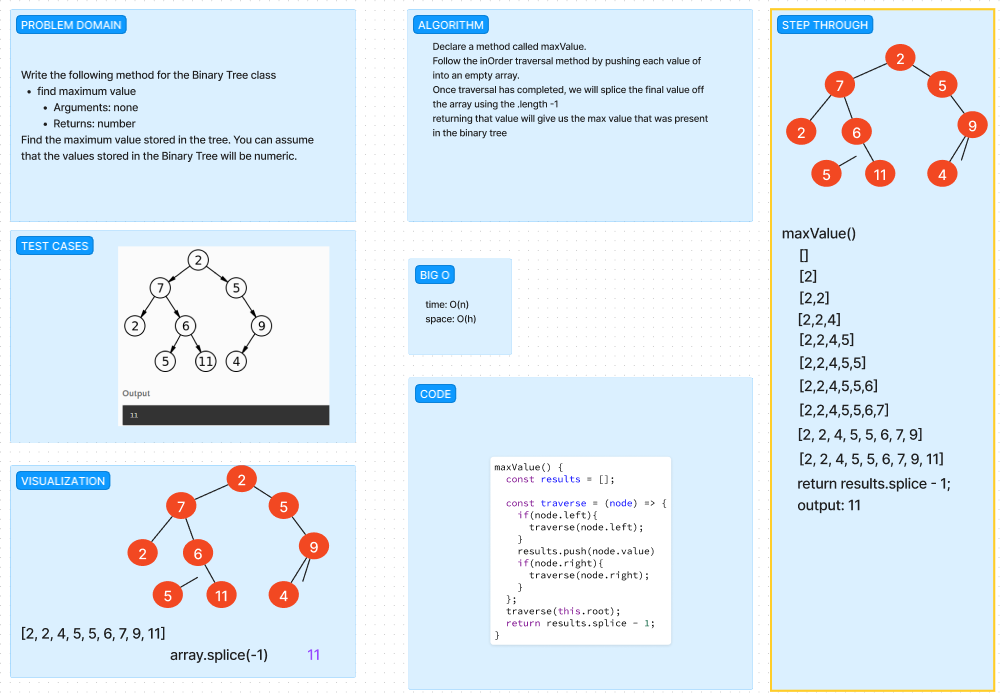 PROBLEM DOMAIN
Write the following method for the Binary Tree class
• find maximum value
• Arguments: none
• Returns: number
Find the maximum value stored in the tree. You can assume
that the values stored in the Binary Tree will be numeric.
TEST CASES
2
7
5
2
6
9
5
11
4
Output
11
VISUALIZATION
2
7
5
2
6
9
5
11
4
[2, 2, 4, 5, 5, 6, 7, 9, 11]
array.splice(-1)
11
ALGORITHM
Declare a method called maxValue.
Follow the inOrder traversal method by pushing each value of
into an empty array.
Once traversal has completed, we will splice the final value off
the array using the .length -1
returning that value will give us the max value that was present
in the binary tree
BIG O
time: O(n)
space: O(h)
CODE
maxValue() {
const results = [];
const traverse = (node) => {
if(node.left){
traverse(node.left);
}
results.push(node.value)
if(node.right){
traverse(node.right);
}
};
traverse(this.root);
return results.splice - 1;
}
STEP THROUGH
2
7
5
2
6
9
5
11
4
maxValue()
[]
[2]
[2,2]
[2,2,4]
[2,2,4,5]
[2,2,4,5,5]
[2,2,4,5,5,6]
[2,2,4,5,5,6,7]
[2, 2, 4, 5, 5, 6, 7, 9]
[2, 2, 4, 5, 5, 6, 7, 9, 11]
return results.splice - 1;
output: 11